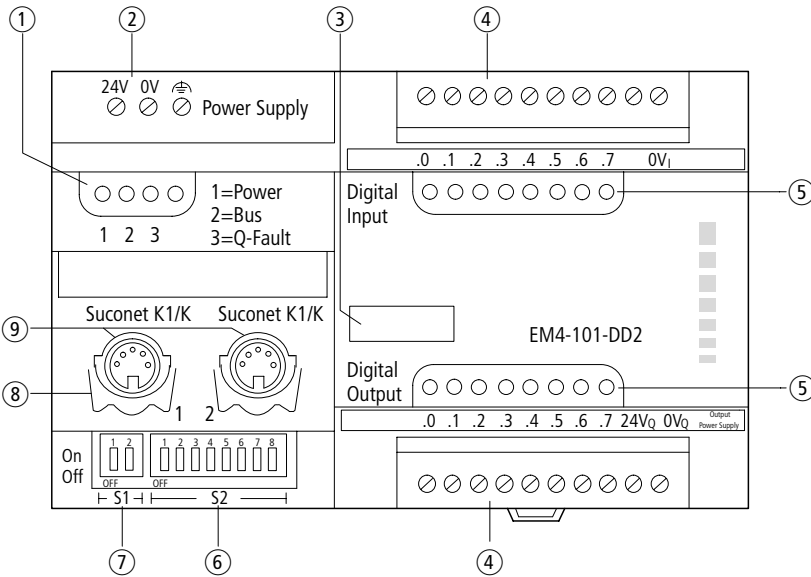 1 2 3 4
24V 0V
Power Supply
.0 .1 .2 .3 .4 .5 .6 .7 0VI
1 1=Power
2=Bus
1 2 3 3=Q-Fault
Digital
Input
5
Suconet K1/K Suconet K1/K
3
EM4-101-DD2
9
8
1 2
Digital
Output
5
.0 .1 .2 .3 .4 .5 .6 .7 24VQ 0VQ Output
Power Supply
On
Off
1 2 1 2 3 4 5 6 7 8
OFF OFF
S1 S2
7 6 4